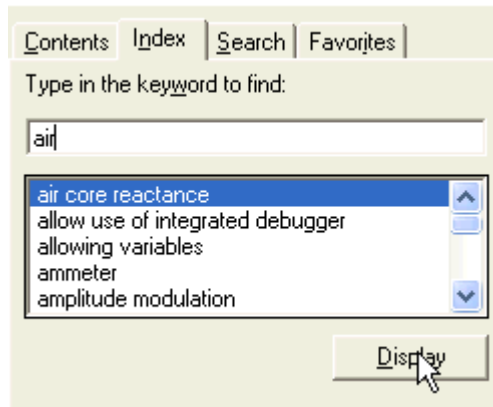 Contents Index Search Favorites
Type in the keyword to find:
air
air core reactance
allow use of integrated debugger
allowing variables
ammeter
amplitude modulation
Display